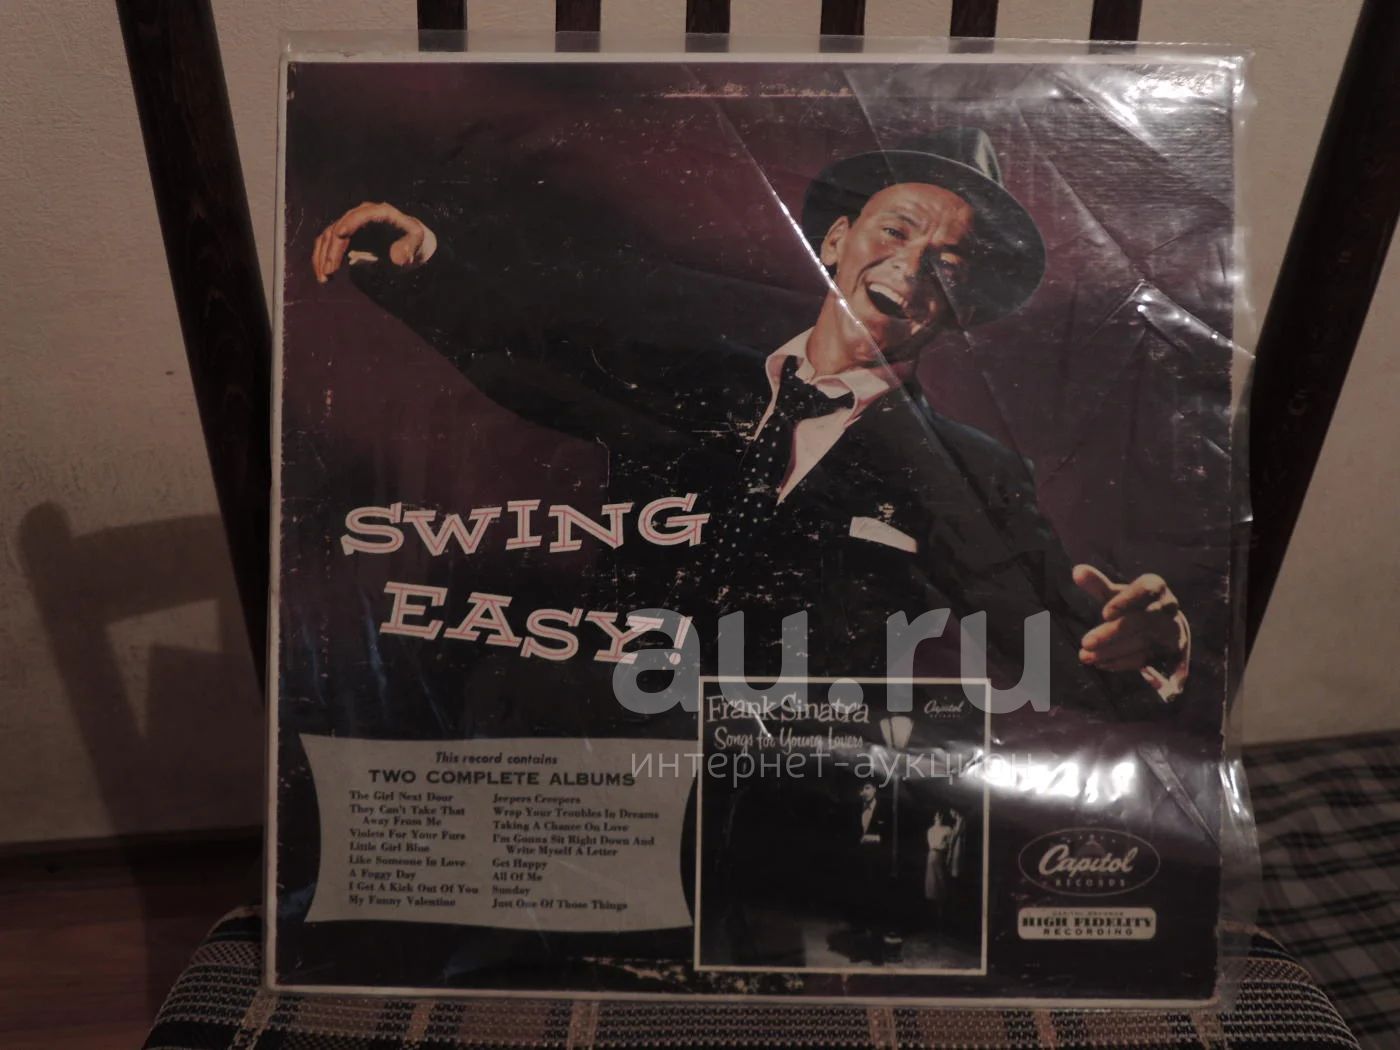 SWING
EASY!
au.ru
интернет-аукцион
Frank Sinatra
Capitol
RECORDS
Songs for Young Lovers
This record contains
TWO COMPLETE ALBUMS
The Girl Next Door
They Can't Take That
Away From Me
Violets For Your Furs
Little Girl Blue
Like Someone In Love
A Foggy Day
I Get A Kick Out Of You
My Funny Valentine
Jeepers Creepers
Wrap Your Troubles In Dreams
Taking A Chance On Love
I'm Gonna Sit Right Down And
Write Myself A Letter
Get Happy
All Of Me
Sunday
Just One Of Those Things
Capitol
RECORDS
CAPITOL RECORDS
HIGH FIDELITY
RECORDING